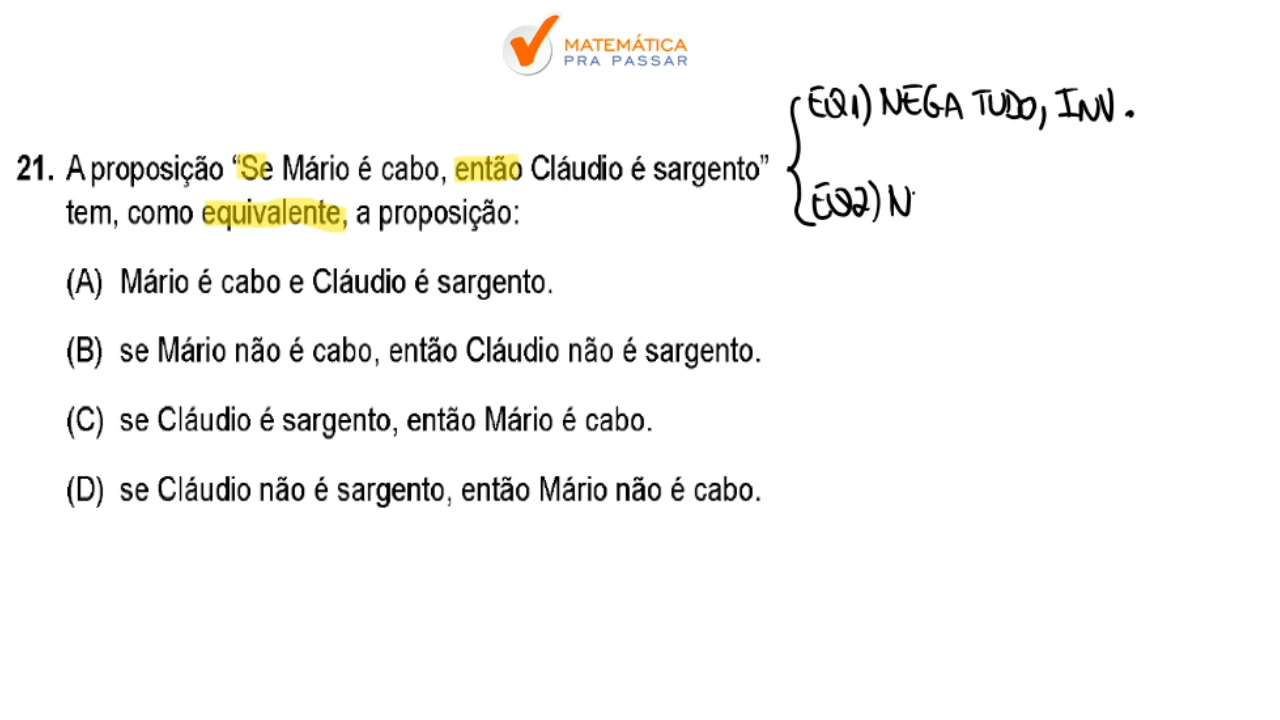 MATEMÁTICA
PRA PASSAR
EQ1) NEGA TUDO, INV.
21. A proposição “Se Mário é cabo, então Cláudio é sargento”
tem, como equivalente, a proposição:
EQ2) N
(A) Mário é cabo e Cláudio é sargento.
(B) se Mário não é cabo, então Cláudio não é sargento.
(C) se Cláudio é sargento, então Mário é cabo.
(D) se Cláudio não é sargento, então Mário não é cabo.